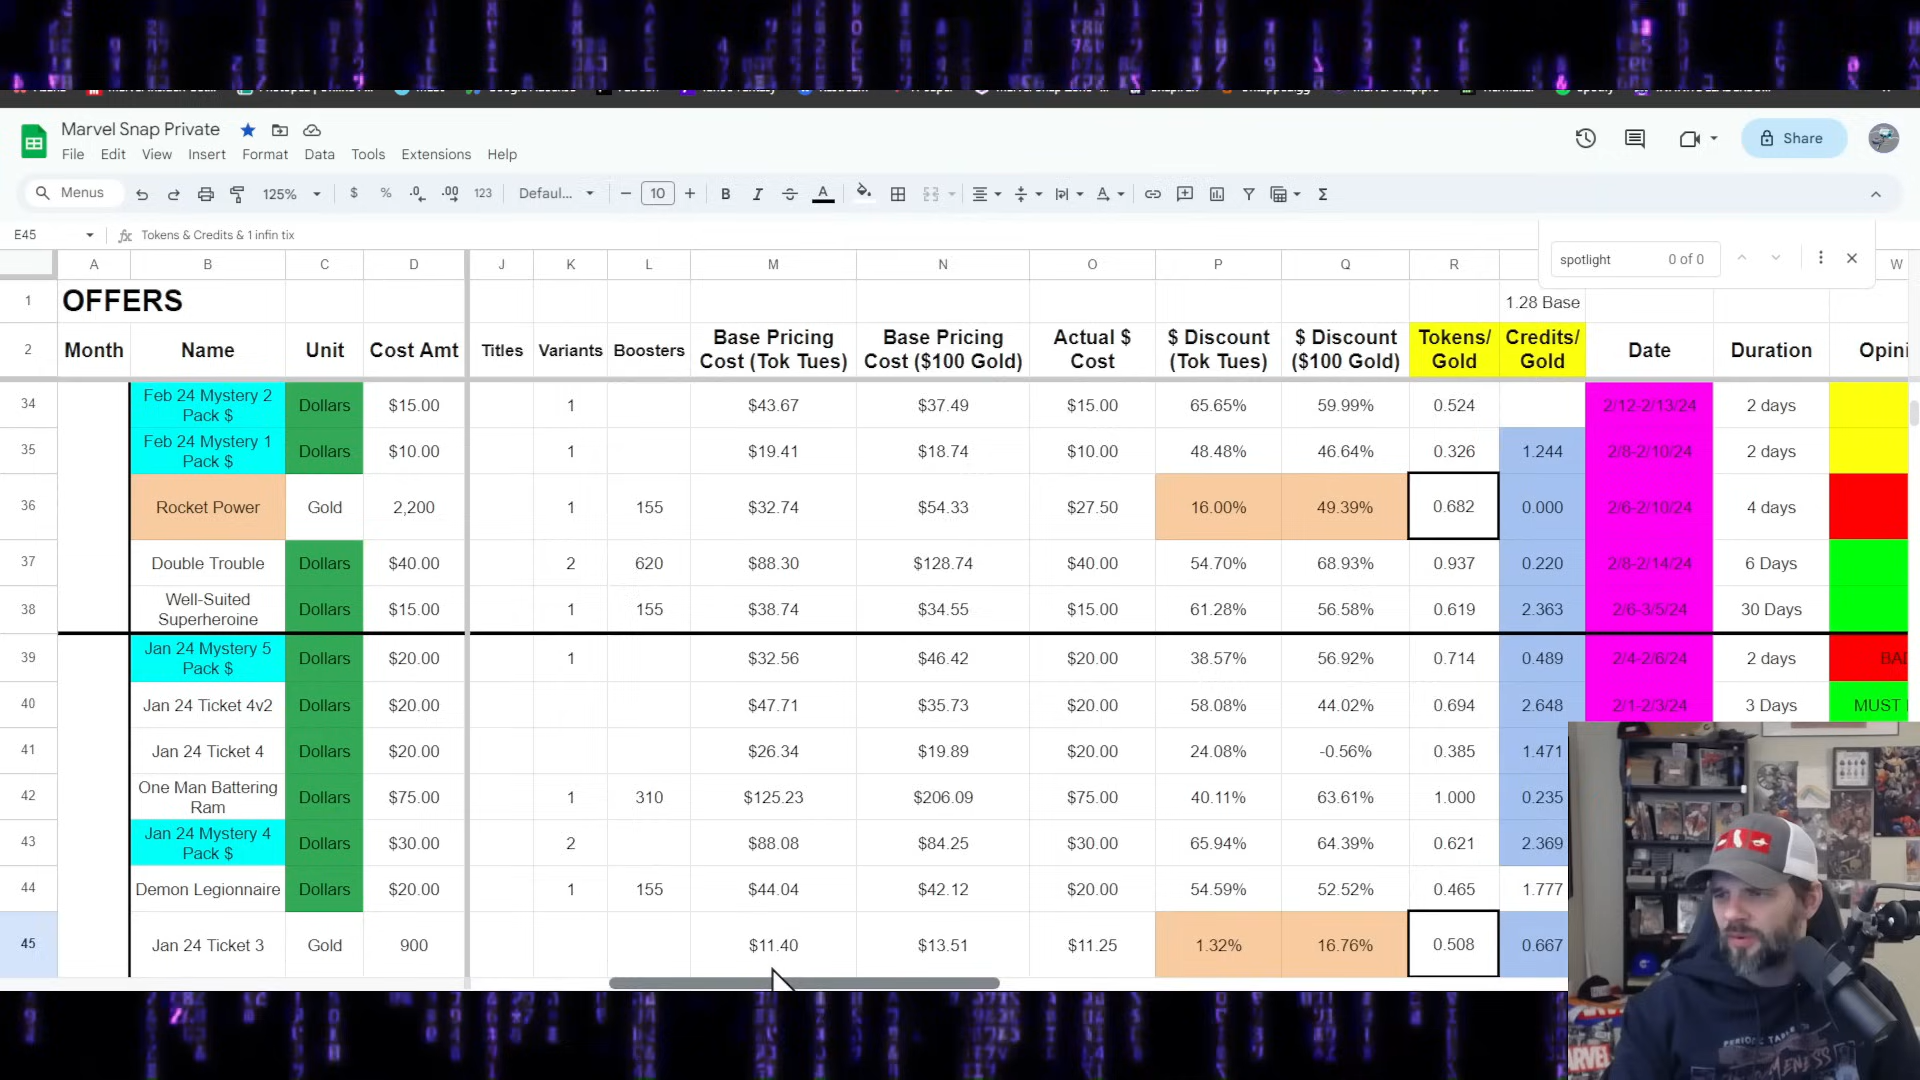 Marvel Snap Private
Share
File Edit View Insert Format Data Tools Extensions Help
Menus 125% $ % .0 .00 123 Defaul... − 10 + B I S A Σ
E45 fx Tokens & Credits & 1 infin tix
spotlight 0 of 0
A B C D J K L M N O P Q R W
1 OFFERS 1.28 Base
2 Month Name Unit Cost Amt Titles Variants Boosters Base Pricing Cost (Tok Tues) Base Pricing Cost ($100 Gold) Actual $ Cost $ Discount (Tok Tues) $ Discount ($100 Gold) Tokens/ Gold Credits/ Gold Date Duration Opini
34 Feb 24 Mystery 2 Pack $ Dollars $15.00 1 $43.67 $37.49 $15.00 65.65% 59.99% 0.524 2/12-2/13/24 2 days
35 Feb 24 Mystery 1 Pack $ Dollars $10.00 1 $19.41 $18.74 $10.00 48.48% 46.64% 0.326 1.244 2/8-2/10/24 2 days
36 Rocket Power Gold 2,200 1 155 $32.74 $54.33 $27.50 16.00% 49.39% 0.682 0.000 2/6-2/10/24 4 days
37 Double Trouble Dollars $40.00 2 620 $88.30 $128.74 $40.00 54.70% 68.93% 0.937 0.220 2/8-2/14/24 6 Days
38 Well-Suited Superheroine Dollars $15.00 1 155 $38.74 $34.55 $15.00 61.28% 56.58% 0.619 2.363 2/6-3/5/24 30 Days
39 Jan 24 Mystery 5 Pack $ Dollars $20.00 1 $32.56 $46.42 $20.00 38.57% 56.92% 0.714 0.489 2/4-2/6/24 2 days BA
40 Jan 24 Ticket 4v2 Dollars $20.00 $47.71 $35.73 $20.00 58.08% 44.02% 0.694 2.648 2/1-2/3/24 3 Days MUST
41 Jan 24 Ticket 4 Dollars $20.00 $26.34 $19.89 $20.00 24.08% -0.56% 0.385 1.471
42 One Man Battering Ram Dollars $75.00 1 310 $125.23 $206.09 $75.00 40.11% 63.61% 1.000 0.235
43 Jan 24 Mystery 4 Pack $ Dollars $30.00 2 $88.08 $84.25 $30.00 65.94% 64.39% 0.621 2.369
44 Demon Legionnaire Dollars $20.00 1 155 $44.04 $42.12 $20.00 54.59% 52.52% 0.465 1.777
45 Jan 24 Ticket 3 Gold 900 $11.40 $13.51 $11.25 1.32% 16.76% 0.508 0.667
MARVEL